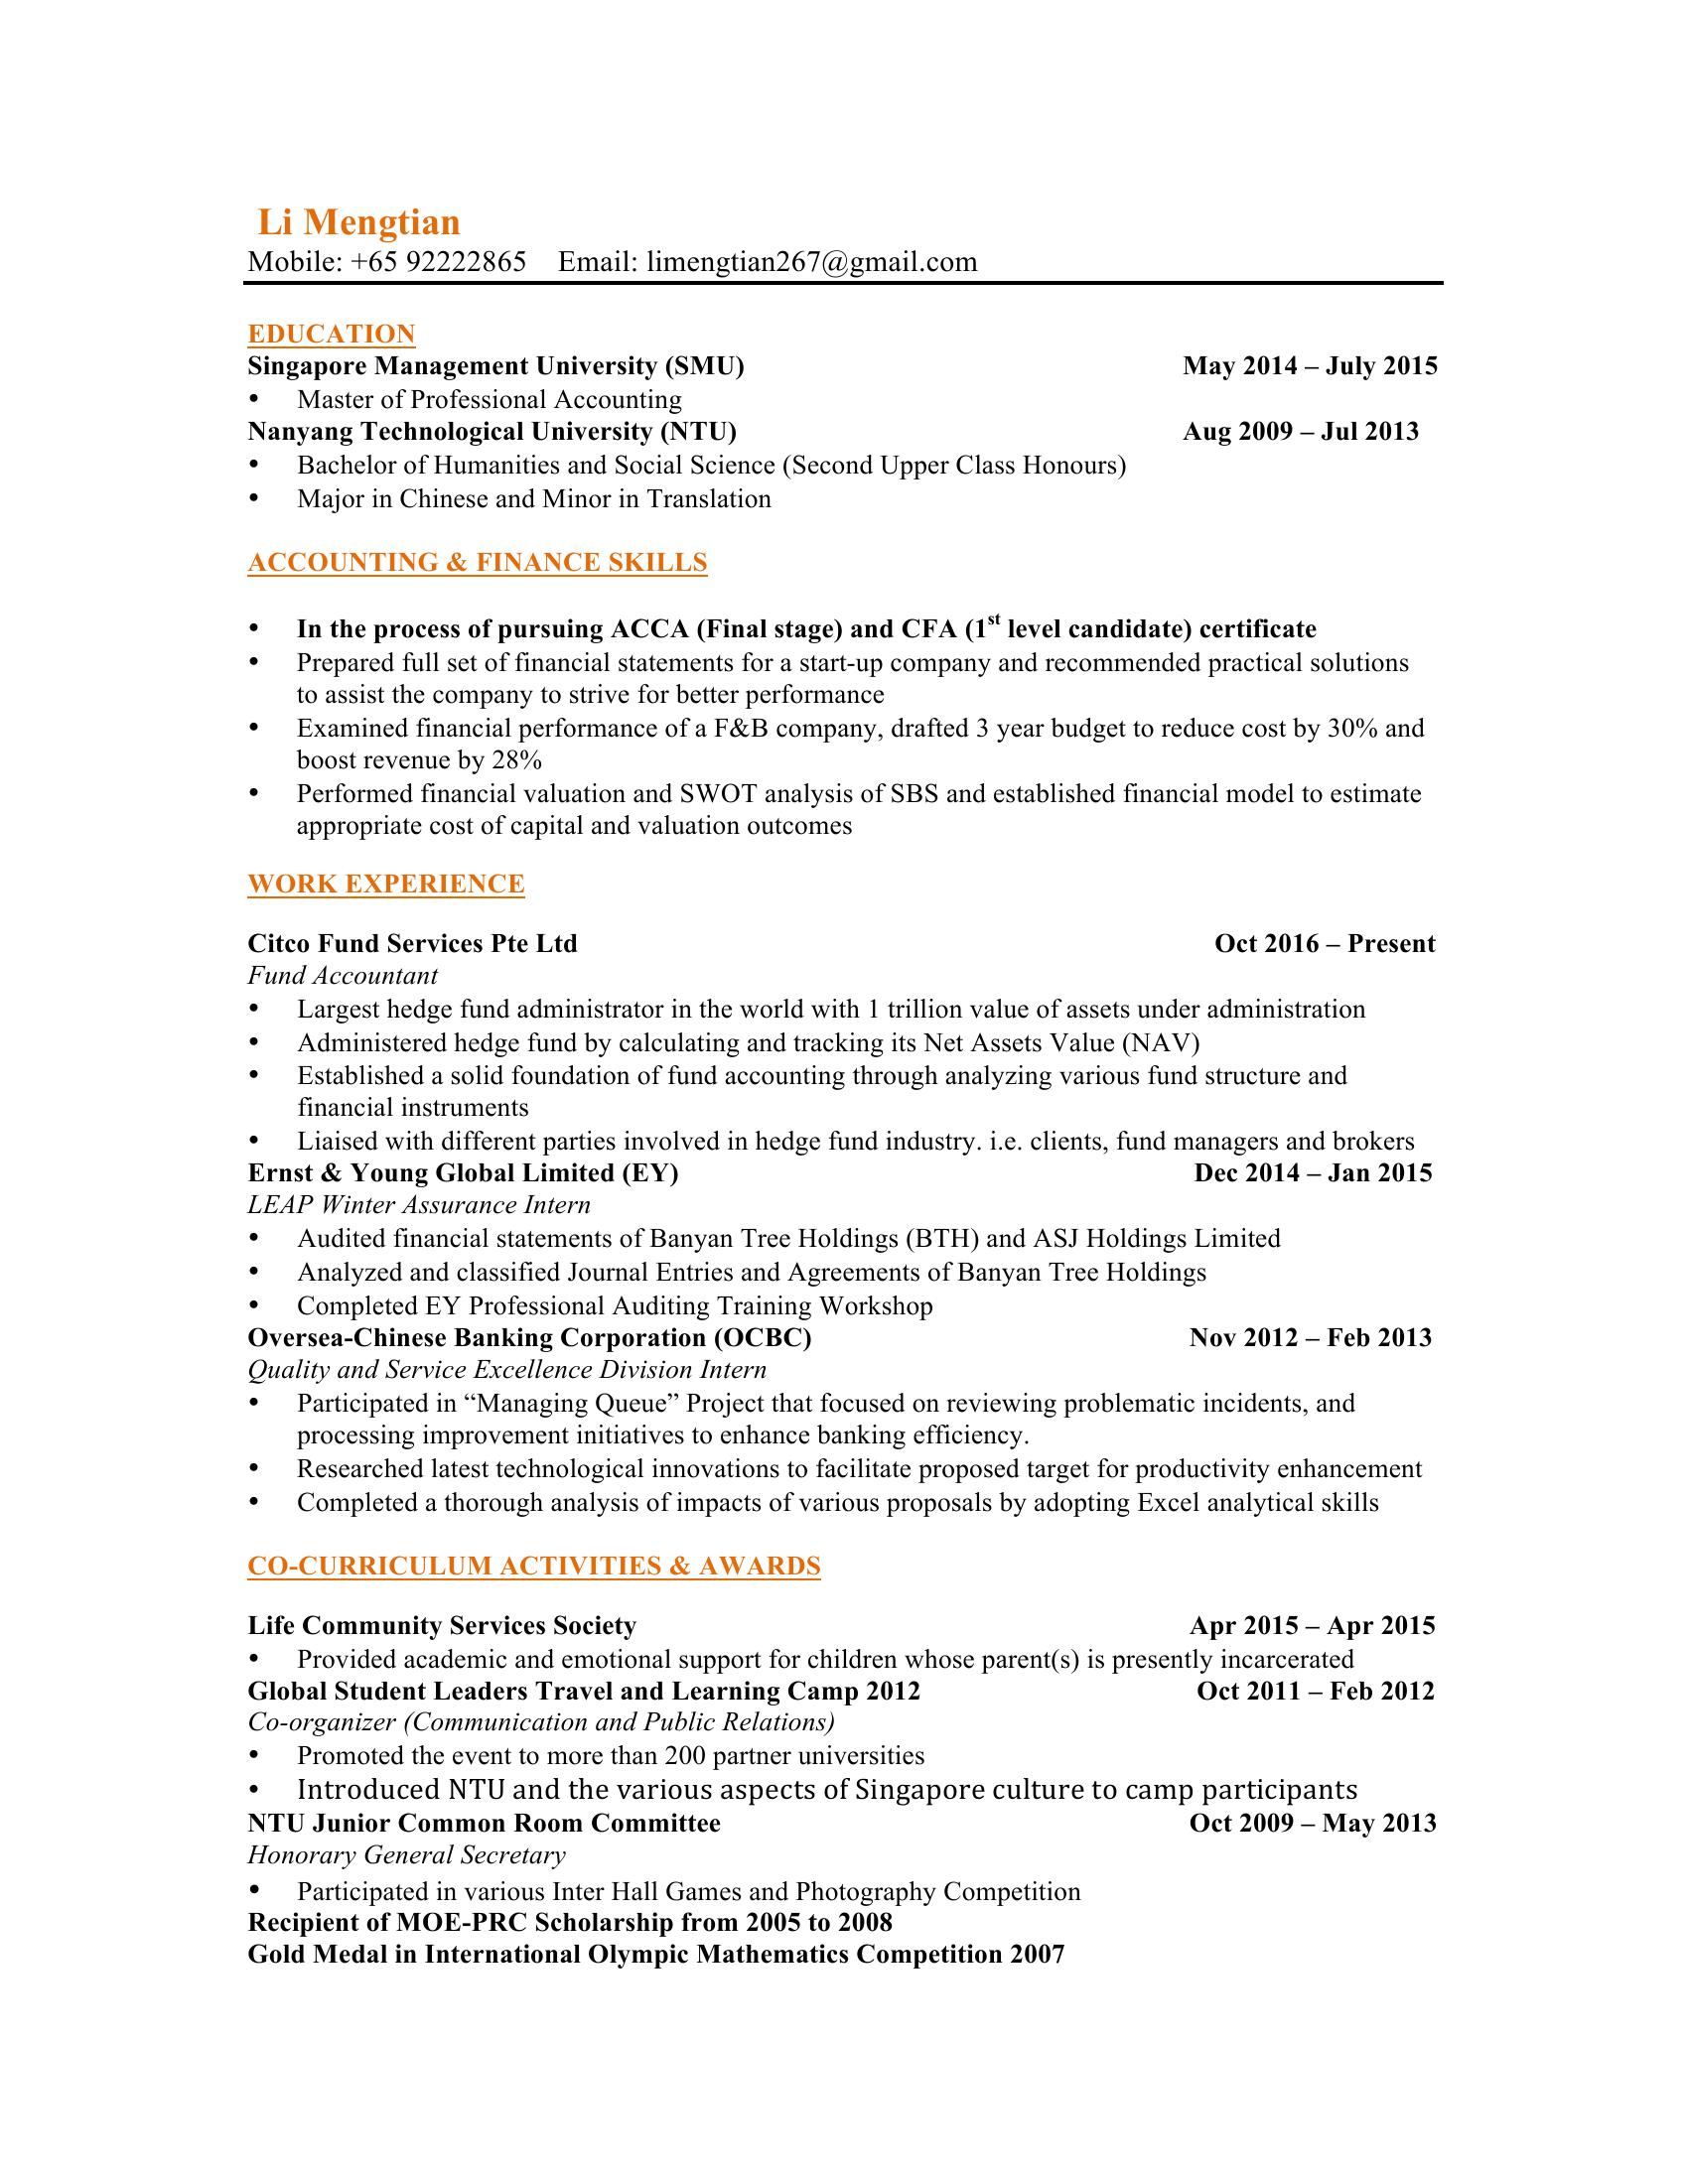 Li Mengtian
Mobile: +65 92222865    Email: limengtian267@gmail.com
EDUCATION
Singapore Management University (SMU) May 2014 – July 2015
• Master of Professional Accounting
Nanyang Technological University (NTU) Aug 2009 – Jul 2013
• Bachelor of Humanities and Social Science (Second Upper Class Honours)
• Major in Chinese and Minor in Translation
ACCOUNTING & FINANCE SKILLS
• In the process of pursuing ACCA (Final stage) and CFA (1st level candidate) certificate
• Prepared full set of financial statements for a start-up company and recommended practical solutions
to assist the company to strive for better performance
• Examined financial performance of a F&B company, drafted 3 year budget to reduce cost by 30% and
boost revenue by 28%
• Performed financial valuation and SWOT analysis of SBS and established financial model to estimate
appropriate cost of capital and valuation outcomes
WORK EXPERIENCE
Citco Fund Services Pte Ltd Oct 2016 – Present
Fund Accountant
• Largest hedge fund administrator in the world with 1 trillion value of assets under administration
• Administered hedge fund by calculating and tracking its Net Assets Value (NAV)
• Established a solid foundation of fund accounting through analyzing various fund structure and
financial instruments
• Liaised with different parties involved in hedge fund industry. i.e. clients, fund managers and brokers
Ernst & Young Global Limited (EY) Dec 2014 – Jan 2015
LEAP Winter Assurance Intern
• Audited financial statements of Banyan Tree Holdings (BTH) and ASJ Holdings Limited
• Analyzed and classified Journal Entries and Agreements of Banyan Tree Holdings
• Completed EY Professional Auditing Training Workshop
Oversea-Chinese Banking Corporation (OCBC) Nov 2012 – Feb 2013
Quality and Service Excellence Division Intern
• Participated in “Managing Queue” Project that focused on reviewing problematic incidents, and
processing improvement initiatives to enhance banking efficiency.
• Researched latest technological innovations to facilitate proposed target for productivity enhancement
• Completed a thorough analysis of impacts of various proposals by adopting Excel analytical skills
CO-CURRICULUM ACTIVITIES & AWARDS
Life Community Services Society Apr 2015 – Apr 2015
• Provided academic and emotional support for children whose parent(s) is presently incarcerated
Global Student Leaders Travel and Learning Camp 2012 Oct 2011 – Feb 2012
Co-organizer (Communication and Public Relations)
• Promoted the event to more than 200 partner universities
• Introduced NTU and the various aspects of Singapore culture to camp participants
NTU Junior Common Room Committee Oct 2009 – May 2013
Honorary General Secretary
• Participated in various Inter Hall Games and Photography Competition
Recipient of MOE-PRC Scholarship from 2005 to 2008
Gold Medal in International Olympic Mathematics Competition 2007